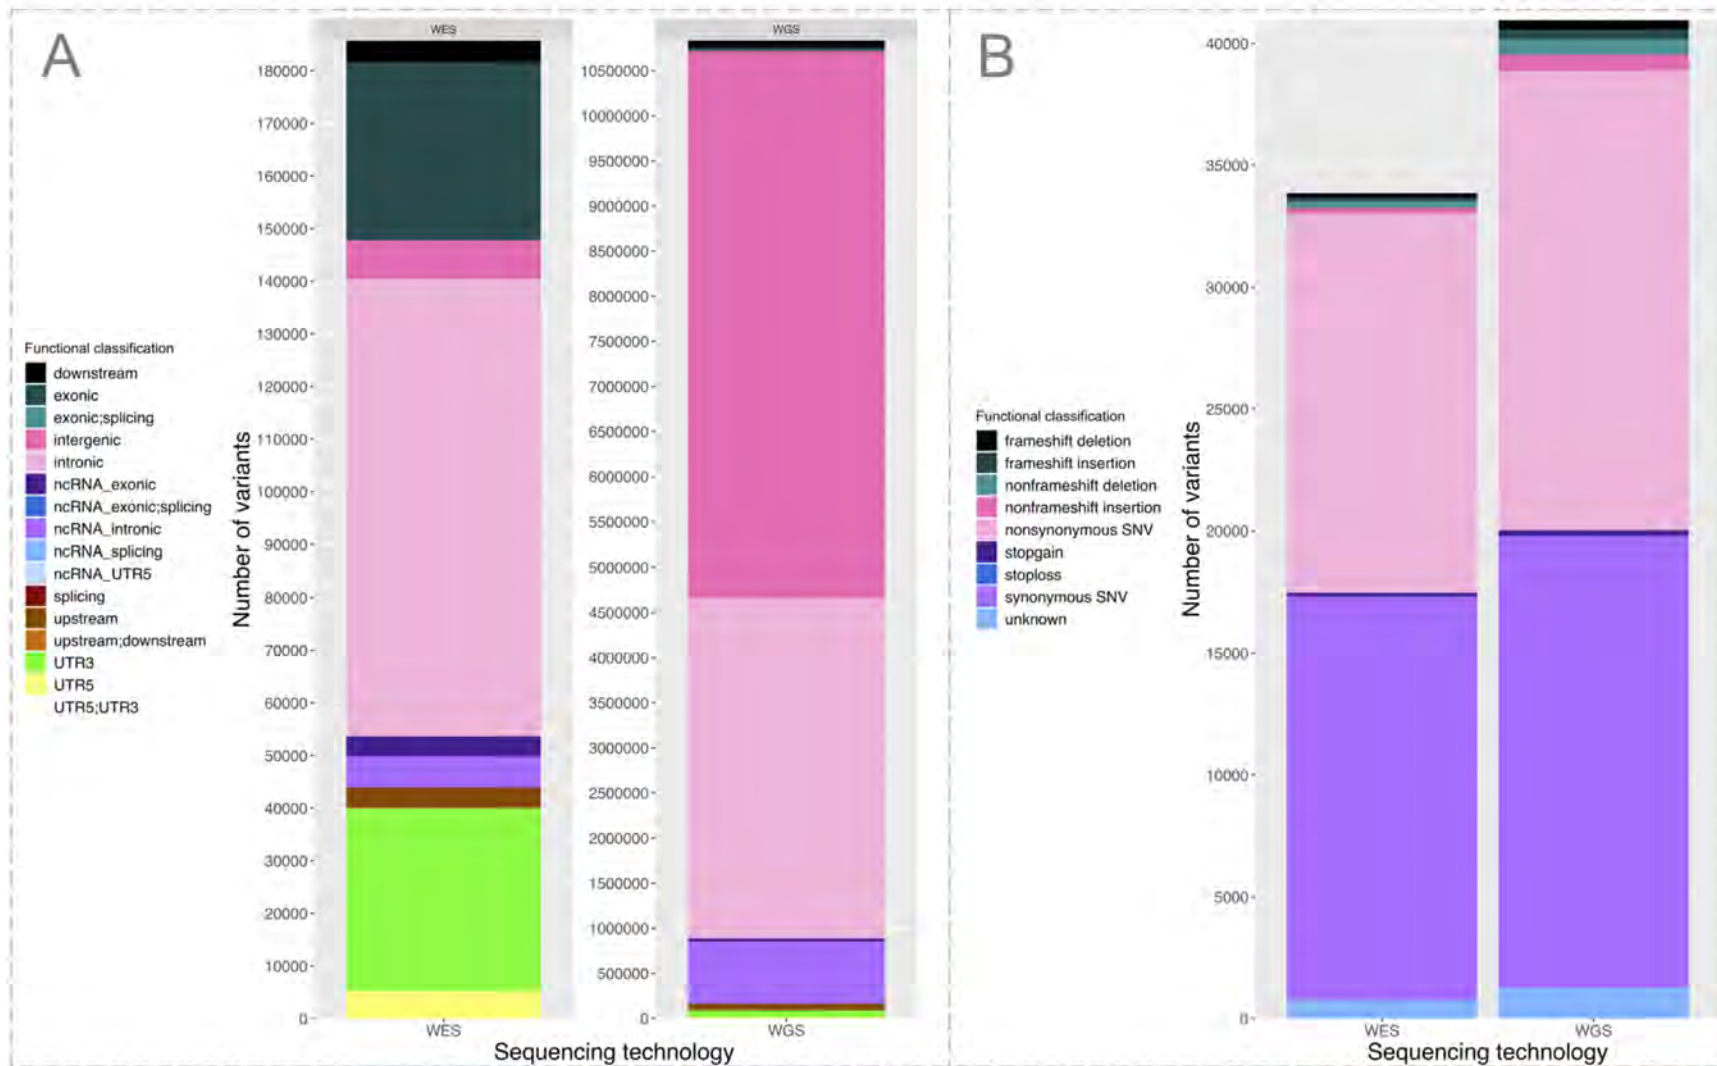 A
WES
WGS
180000
170000
160000
150000
140000
130000
120000
110000
100000
90000
80000
70000
60000
50000
40000
30000
20000
10000
0
10500000
10000000
9500000
9000000
8500000
8000000
7500000
7000000
6500000
6000000
5500000
5000000
4500000
4000000
3500000
3000000
2500000
2000000
1500000
1000000
500000
0
Functional classification
downstream
exonic
exonic;splicing
intergenic
intronic
ncRNA_exonic
ncRNA_exonic;splicing
ncRNA_intronic
ncRNA_splicing
ncRNA_UTR5
splicing
upstream
upstream;downstream
UTR3
UTR5
UTR5;UTR3
Number of variants
WES
WGS
Sequencing technology
B
40000
35000
30000
25000
20000
15000
10000
5000
0
Functional classification
frameshift deletion
frameshift insertion
nonframeshift deletion
nonframeshift insertion
nonsynonymous SNV
stopgain
stoploss
synonymous SNV
unknown
Number of variants
WES
WGS
Sequencing technology